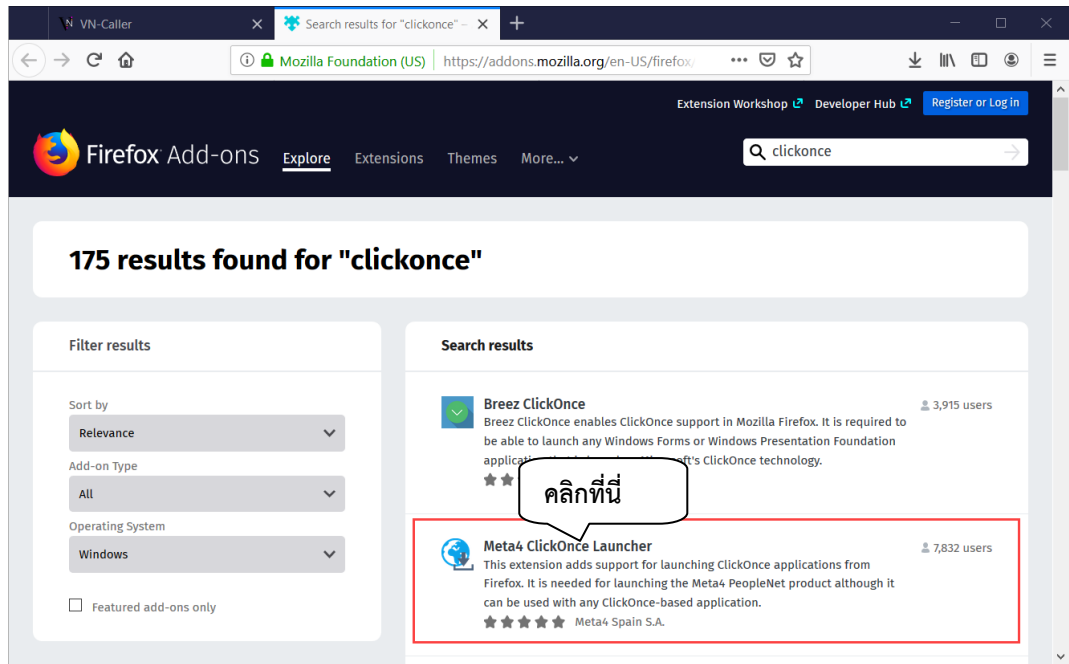 VN-Caller
Search results for "clickonce" –
Mozilla Foundation (US) https://addons.mozilla.org/en-US/firefox/
Extension Workshop Developer Hub Register or Log in
Firefox Add-ons Explore Extensions Themes More... clickonce
175 results found for "clickonce"
Filter results
Sort by
Relevance
Add-on Type
All
Operating System
Windows
Featured add-ons only
Search results
Breez ClickOnce 3,915 users
Breez ClickOnce enables ClickOnce support in Mozilla Firefox. It is required to
be able to launch any Windows Forms or Windows Presentation Foundation
ClickOnce technology.
คลิกที่นี่
Meta4 ClickOnce Launcher 7,832 users
This extension adds support for launching ClickOnce applications from
Firefox. It is needed for launching the Meta4 PeopleNet product although it
can be used with any ClickOnce-based application.
Meta4 Spain S.A.